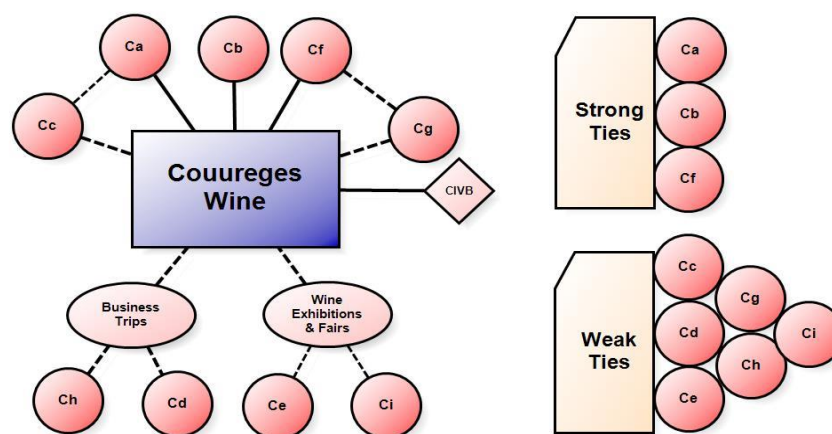 Ca
Cb
Cf
Cc
Cg
Couureges
Wine
CIVB
Business
Trips
Wine
Exhibitions
& Fairs
Ch
Cd
Ce
Ci
Strong
Ties
Ca
Cb
Cf
Weak
Ties
Cc
Cg
Cd
Ci
Ch
Ce